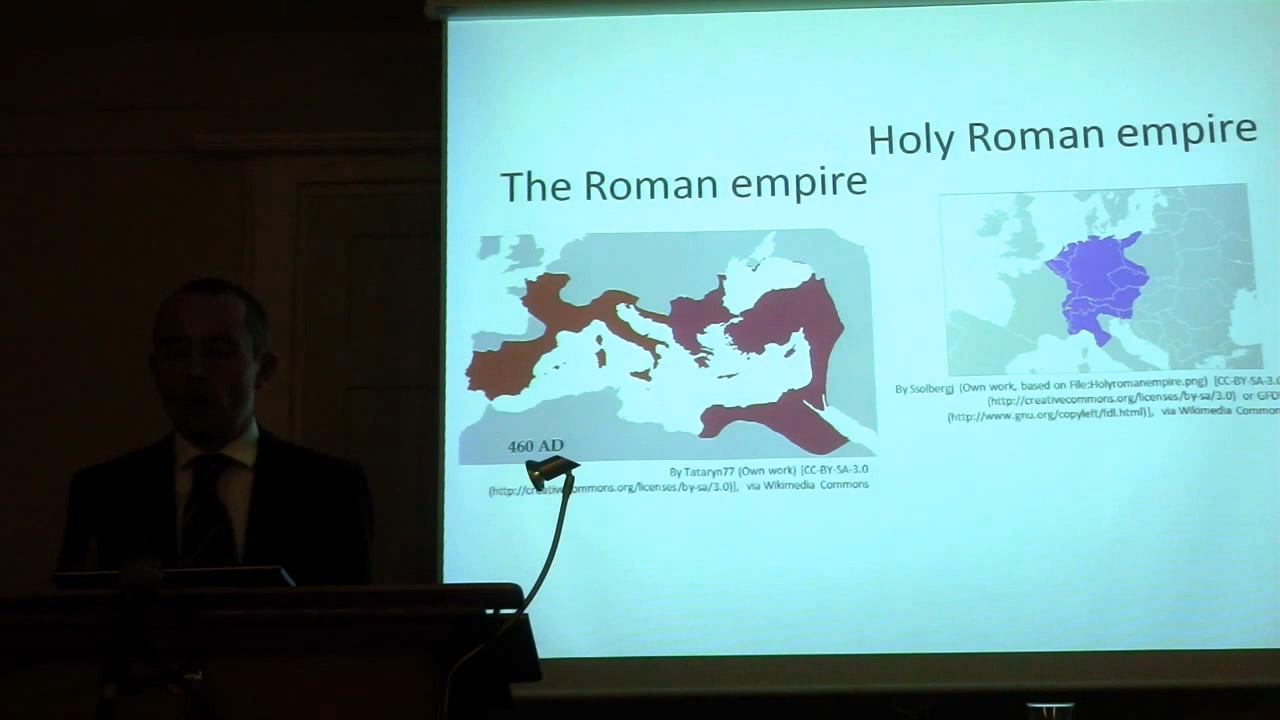 The Roman empire
460 AD
By Tataryn77 (Own work) [CC-BY-SA-3.0
(http://creativecommons.org/licenses/by-sa/3.0)], via Wikimedia Commons
Holy Roman empire
By Ssolbergj (Own work, based on File:Holyromanempire.png) [CC-BY-SA-3.0
(http://creativecommons.org/licenses/by-sa/3.0) or GFDL
(http://www.gnu.org/copyleft/fdl.html)], via Wikimedia Commons